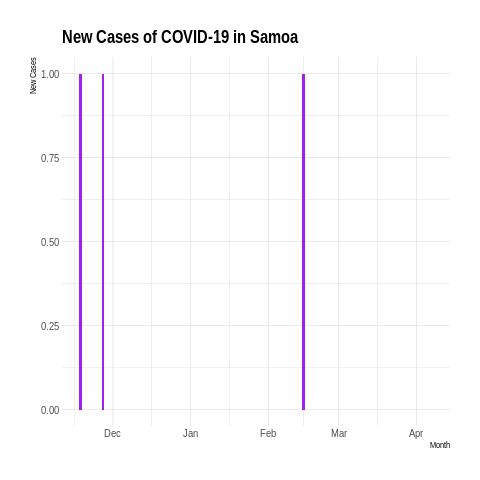 New Cases of COVID-19 in Samoa
New Cases
1.00
0.75
0.50
0.25
0.00
Dec Jan Feb Mar Apr
Month